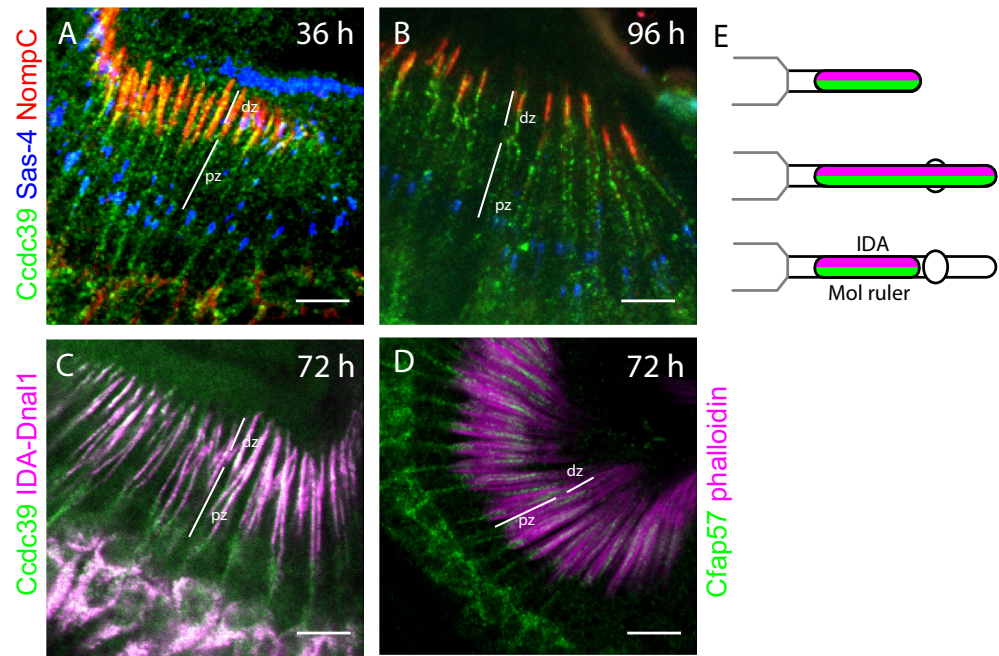 A
36 h
dz
pz
Ccdc39 Sas-4 NompC
B
96 h
dz
pz
E
IDA
Mol ruler
C
72 h
dz
pz
Ccdc39 IDA-Dnal1
D
72 h
dz
pz
Cfap57 phalloidin